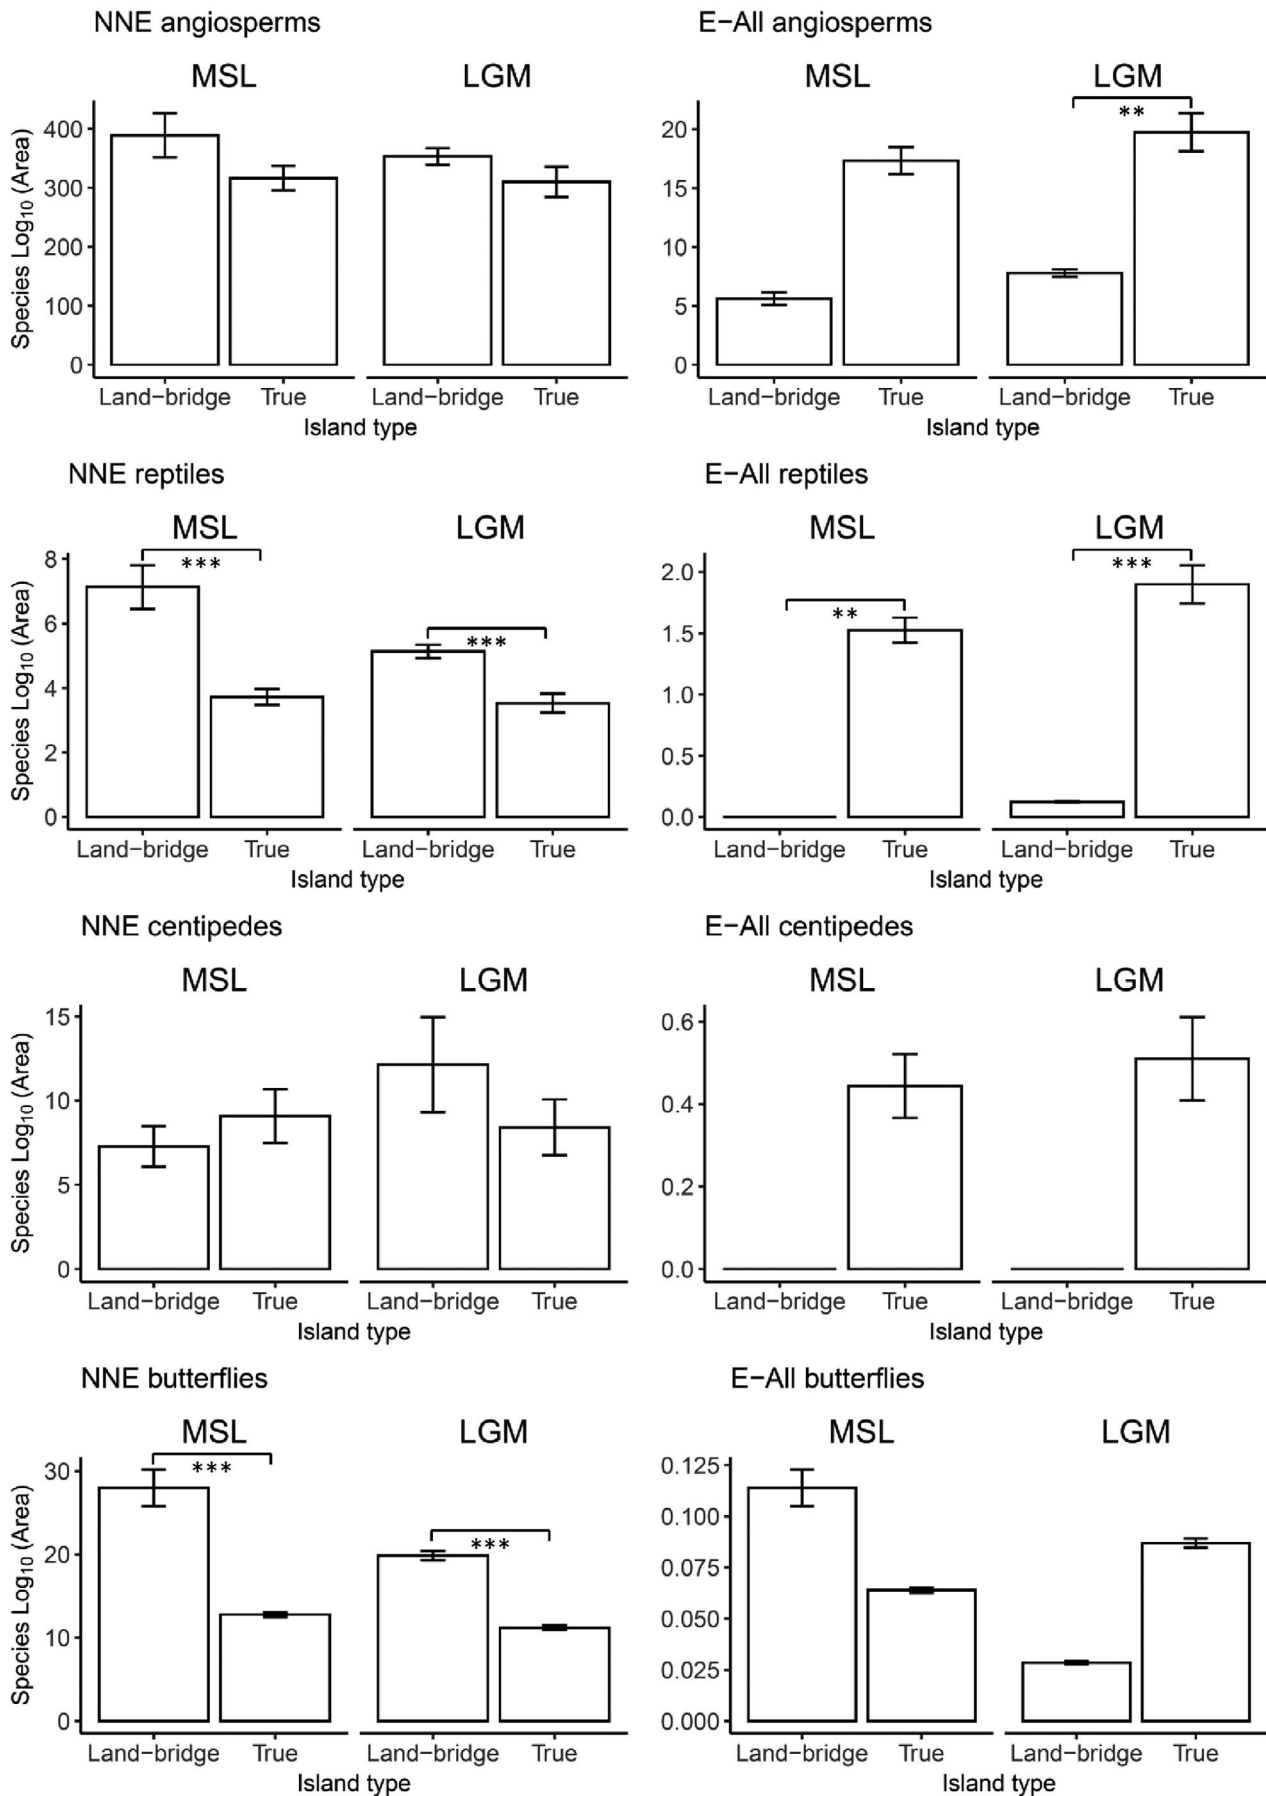 NNE angiosperms
MSL LGM
Species Log10 (Area)
400
300
200
100
0
Land−bridge True Land−bridge True
Island type
E−All angiosperms
MSL LGM
**
20
15
10
5
0
Land−bridge True Land−bridge True
Island type
NNE reptiles
MSL LGM
*** ***
Species Log10 (Area)
8
6
4
2
0
Land−bridge True Land−bridge True
Island type
E−All reptiles
MSL LGM
** ***
2.0
1.5
1.0
0.5
0.0
Land−bridge True Land−bridge True
Island type
NNE centipedes
MSL LGM
Species Log10 (Area)
15
10
5
0
Land−bridge True Land−bridge True
Island type
E−All centipedes
MSL LGM
0.6
0.4
0.2
0.0
Land−bridge True Land−bridge True
Island type
NNE butterflies
MSL LGM
*** ***
Species Log10 (Area)
30
20
10
0
Land−bridge True Land−bridge True
Island type
E−All butterflies
MSL LGM
0.125
0.100
0.075
0.050
0.025
0.000
Land−bridge True Land−bridge True
Island type